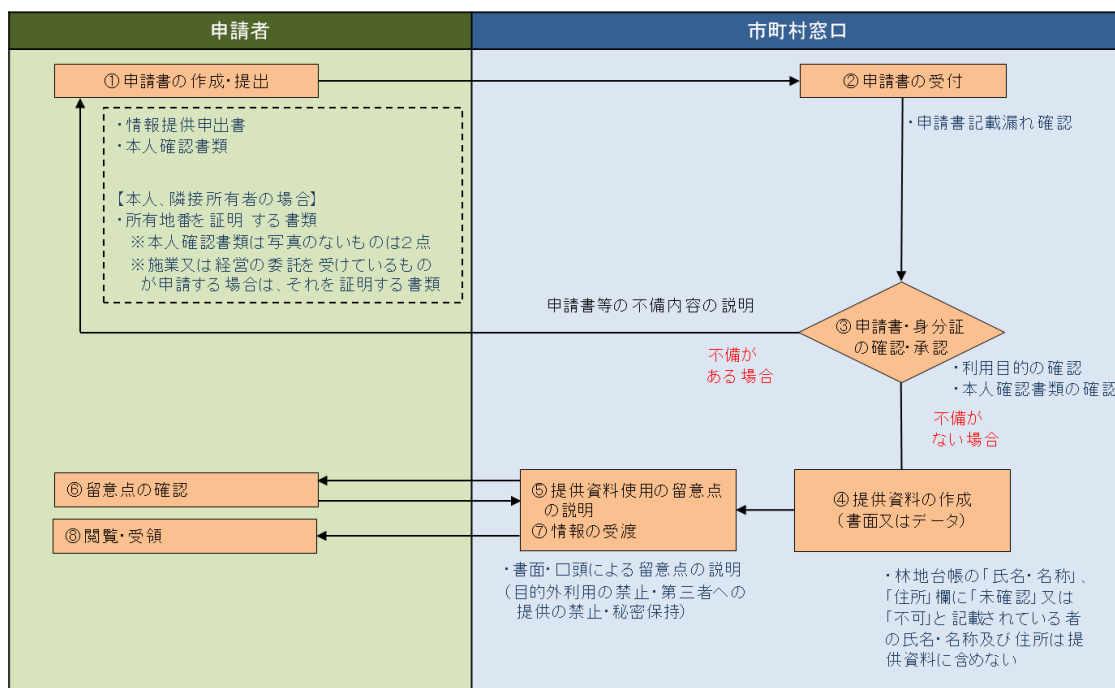 申請者
市町村窓口
①申請書の作成・提出
②申請書の受付
・情報提供申出書
・本人確認書類
【本人、隣接所有者の場合】
・所有地番を証明する書類
※本人確認書類は写真のないものは2点
※施業又は経営の委託を受けているもの
が申請する場合は、それを証明する書類
・申請書記載漏れ確認
申請書等の不備内容の説明
③申請書・身分証
の確認・承認
不備が
ある場合
・利用目的の確認
・本人確認書類の確認
不備が
ない場合
④提供資料の作成
(書面又はデータ)
⑤提供資料使用の留意点
の説明
⑦情報の受渡
⑥留意点の確認
⑧閲覧・受領
・書面・口頭による留意点の説明
(目的外利用の禁止・第三者への
提供の禁止・秘密保持)
・林地台帳の「氏名・名称」、
「住所」欄に「未確認」又は
「不可」と記載されている者
の氏名・名称及び住所は提
供資料に含めない